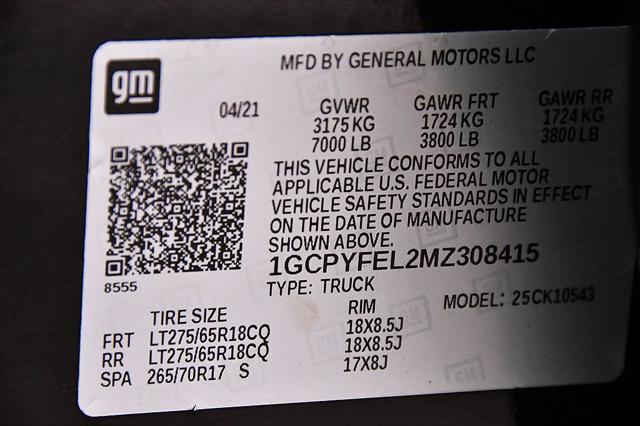 gm
MFD BY GENERAL MOTORS LLC
04/21 GVWR GAWR FRT GAWR RR
3175 KG 1724 KG 1724 KG
7000 LB 3800 LB 3800 LB
THIS VEHICLE CONFORMS TO ALL
APPLICABLE U.S. FEDERAL MOTOR
VEHICLE SAFETY STANDARDS IN EFFECT
ON THE DATE OF MANUFACTURE
SHOWN ABOVE.
1GCPYFEL2MZ308415
8555
TYPE: TRUCK
MODEL: 25CK10543
TIRE SIZE RIM
FRT LT275/65R18CQ 18X8.5J
RR LT275/65R18CQ 18X8.5J
SPA 265/70R17 S 17X8J